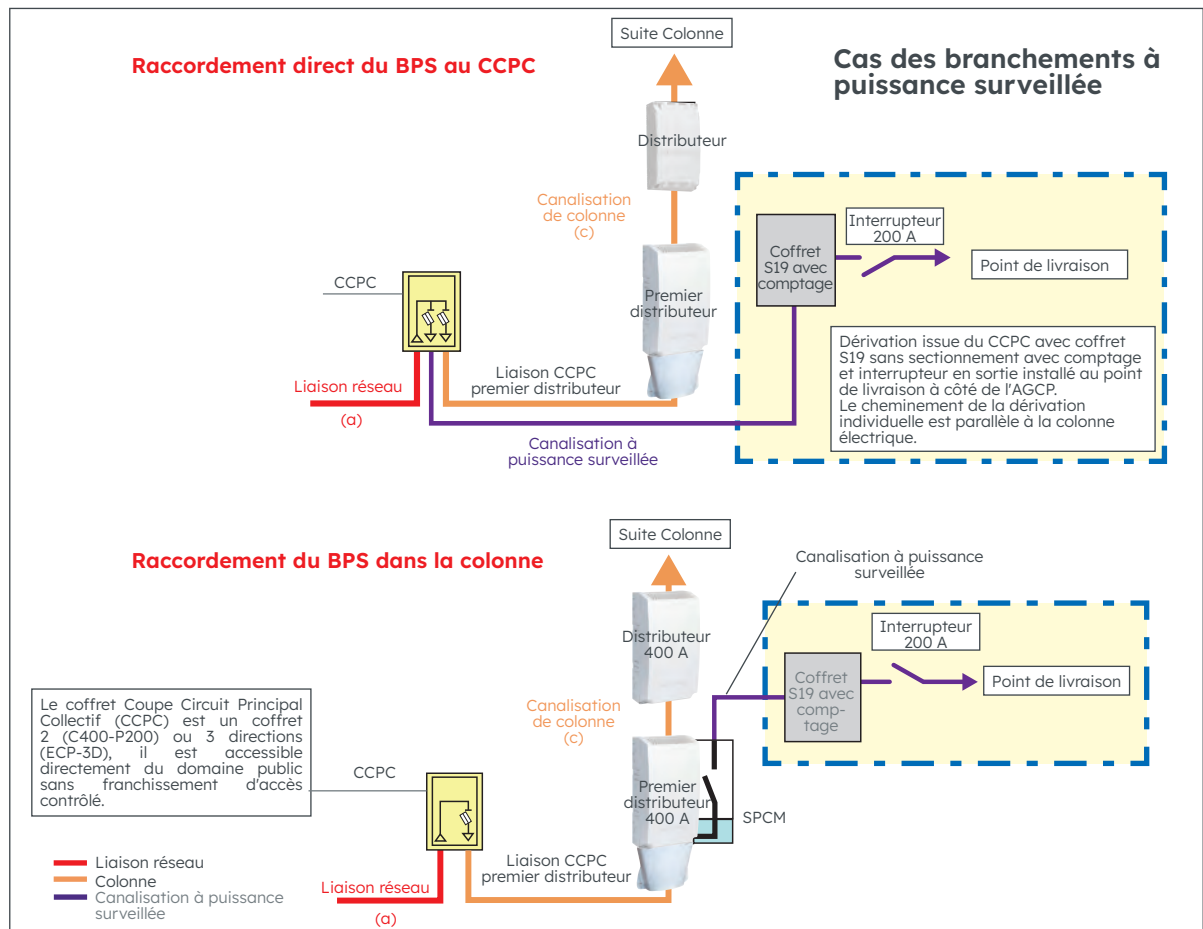 Suite Colonne
Raccordement direct du BPS au CCPC
Cas des branchements à
puissance surveillée
Distributeur
Canalisation
de colonne
(c)
Interrupteur
200 A
Coffret
S19 avec
comptage
Point de livraison
CCPC
Premier
distributeur
Dérivation issue du CCPC avec coffret
S19 sans sectionnement avec comptage
et interrupteur en sortie installé au point
de livraison à côté de l'AGCP.
Le cheminement de la dérivation
individuelle est parallèle à la colonne
électrique.
Liaison CCPC
premier distributeur
Liaison réseau
(a)
Canalisation à
puissance surveillée
Suite Colonne
Raccordement du BPS dans la colonne
Canalisation à puissance
surveillée
Distributeur
400 A
Interrupteur
200 A
Coffret
S19 avec
comp-
tage
Point de livraison
Le coffret Coupe Circuit Principal
Collectif (CCPC) est un coffret
2 (C400-P200) ou 3 directions
(ECP-3D), il est accessible
directement du domaine public
sans franchissement d'accès
contrôlé.
Canalisation
de colonne
(c)
CCPC
Premier
distributeur
400 A
SPCM
Liaison CCPC
premier distributeur
Liaison réseau
Colonne
Canalisation à puissance
surveillée
Liaison réseau
(a)